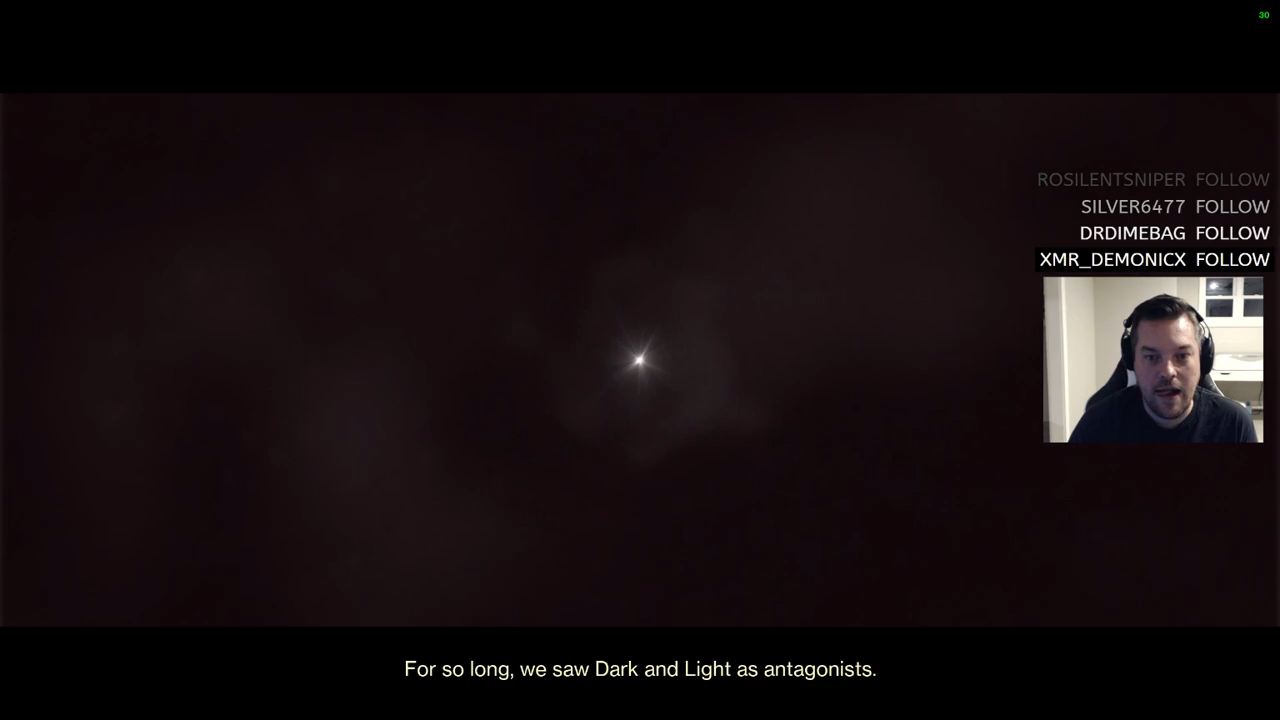 30
ROSILENTSNIPER FOLLOW
SILVER6477 FOLLOW
DRDIMEBAG FOLLOW
XMR_DEMONICX FOLLOW
For so long, we saw Dark and Light as antagonists.